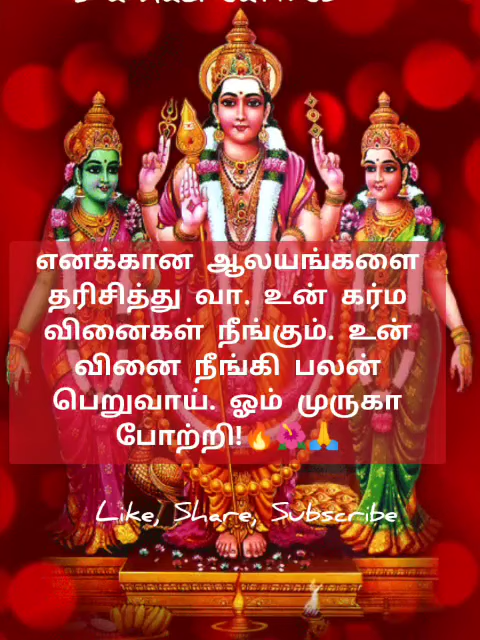 எனக்கான ஆலயங்களை
தரிசித்து வா. உன் கர்ம
வினைகள் நீங்கும். உன்
வினை நீங்கி பலன்
பெறுவாய். ஓம் முருகா
போற்றி!🔥🌺🙏
Like, Share, Subscribe